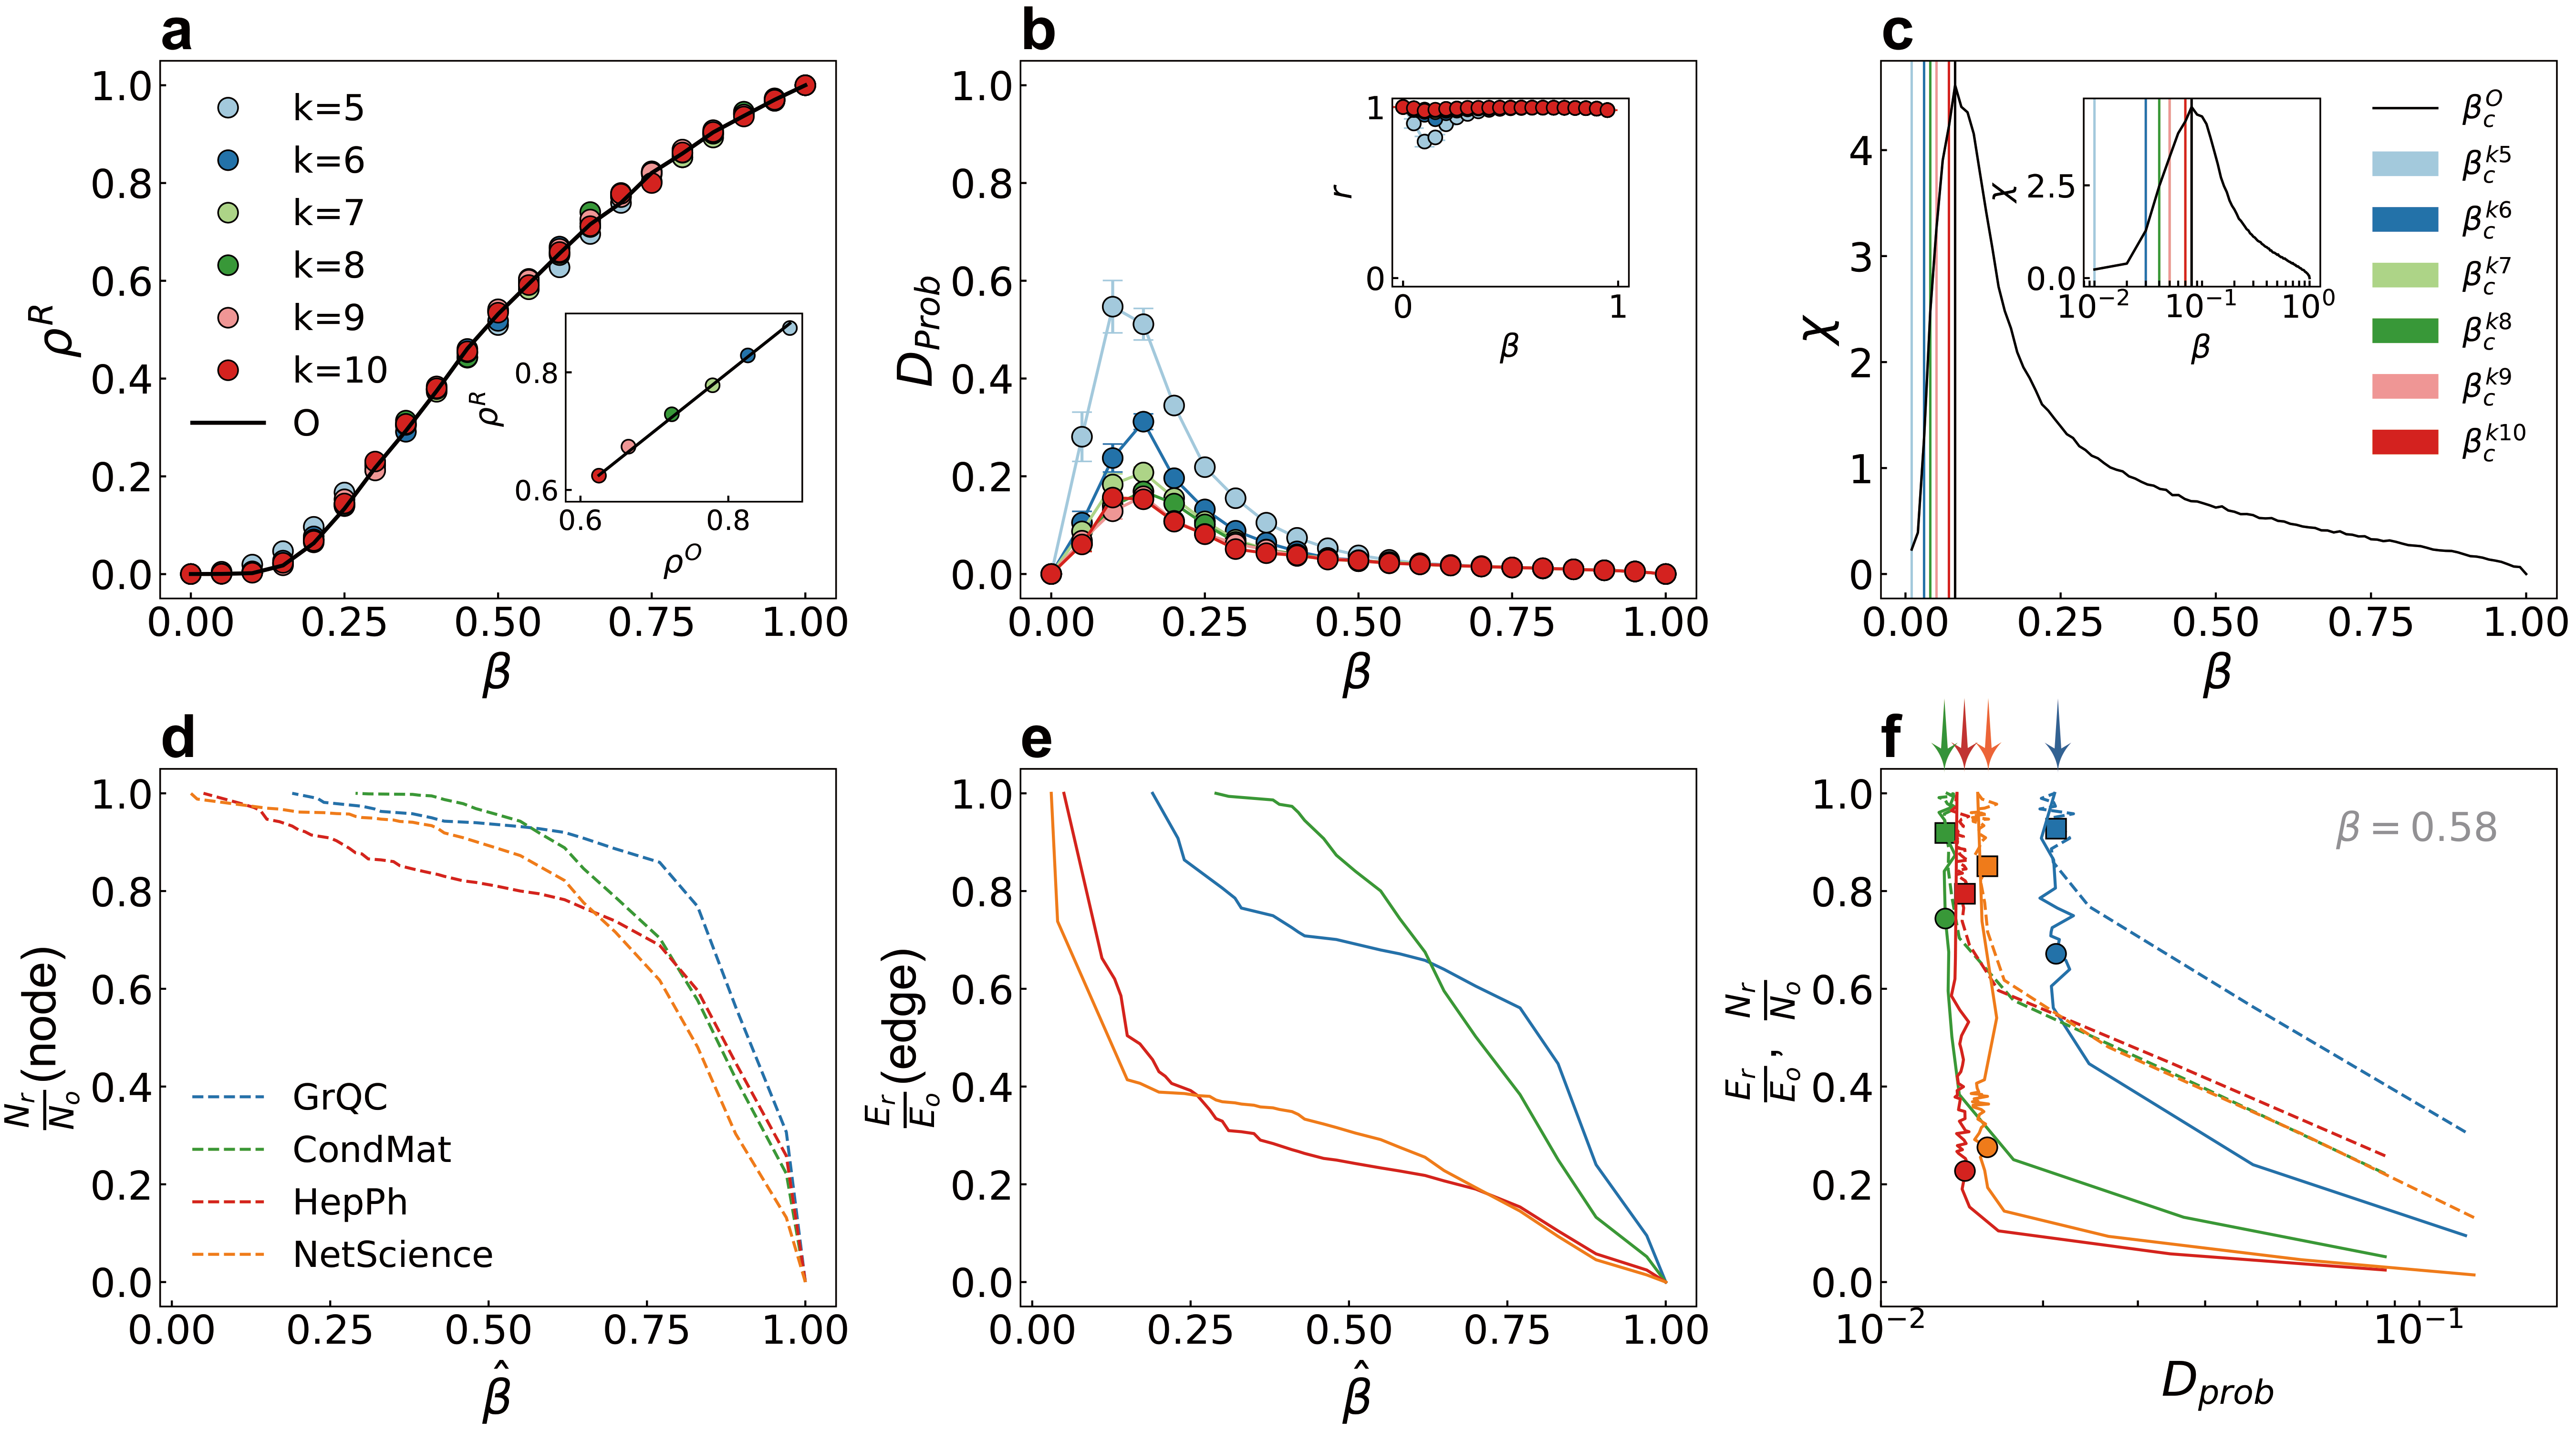 a
1.0
0.8
0.6
0.4
0.2
0.0
ρ^R
k=5
k=6
k=7
k=8
k=9
k=10
O
0.8
0.6
ρ^R
0.6 0.8
ρ^O
0.00 0.25 0.50 0.75 1.00
β
b
1.0
0.8
0.6
0.4
0.2
0.0
D_Prob
1
0
r
0 1
β
0.00 0.25 0.50 0.75 1.00
β
c
4
3
2
1
0
χ
2.5
0.0
χ
10^-2 10^-1 10^0
β
β_c^O
β_c^k5
β_c^k6
β_c^k7
β_c^k8
β_c^k9
β_c^k10
0.00 0.25 0.50 0.75 1.00
β
d
1.0
0.8
0.6
0.4
0.2
0.0
N_r/N_o (node)
GrQC
CondMat
HepPh
NetScience
0.00 0.25 0.50 0.75 1.00
β̂
e
1.0
0.8
0.6
0.4
0.2
0.0
E_r/E_o (edge)
0.00 0.25 0.50 0.75 1.00
β̂
f
1.0
0.8
0.6
0.4
0.2
0.0
E_r/E_o, N_r/N_o
β = 0.58
10^-2 10^-1
D_prob